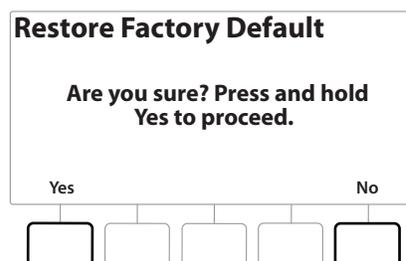 Restore Factory Default
Are you sure? Press and hold
Yes to proceed.
Yes No